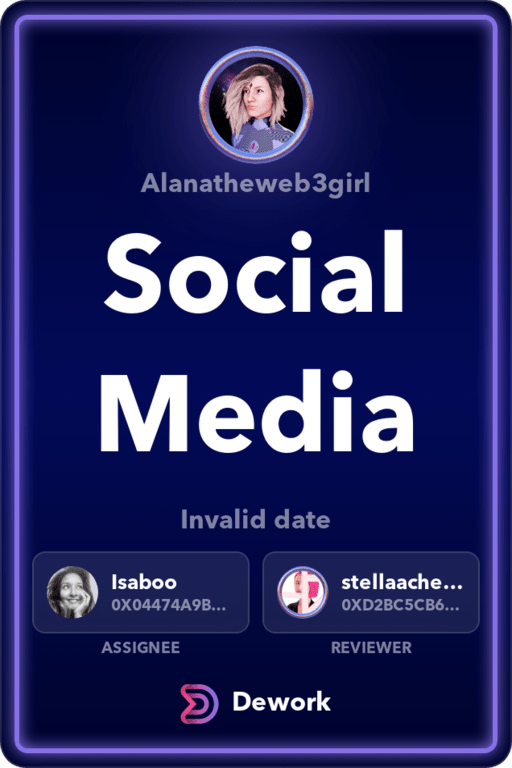 Alanatheweb3girl
Social
Media
Invalid date
Isaboo
0X04474A9B...
stellaache...
0XD2BC5CB6...
ASSIGNEE
REVIEWER
Dework